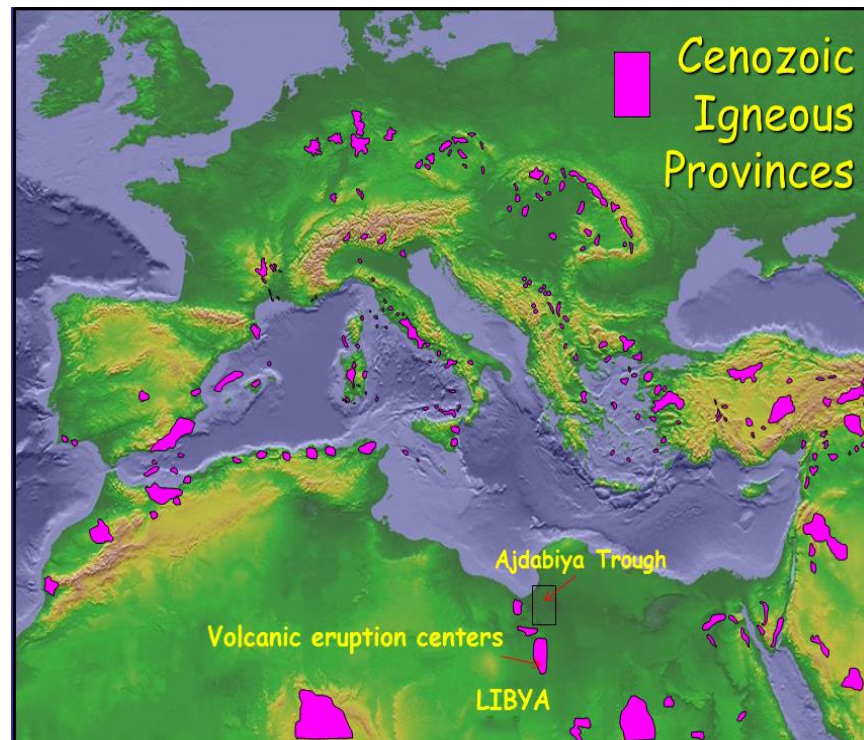 Cenozoic
Igneous
Provinces
Ajdabiya Trough
Volcanic eruption centers
LIBYA